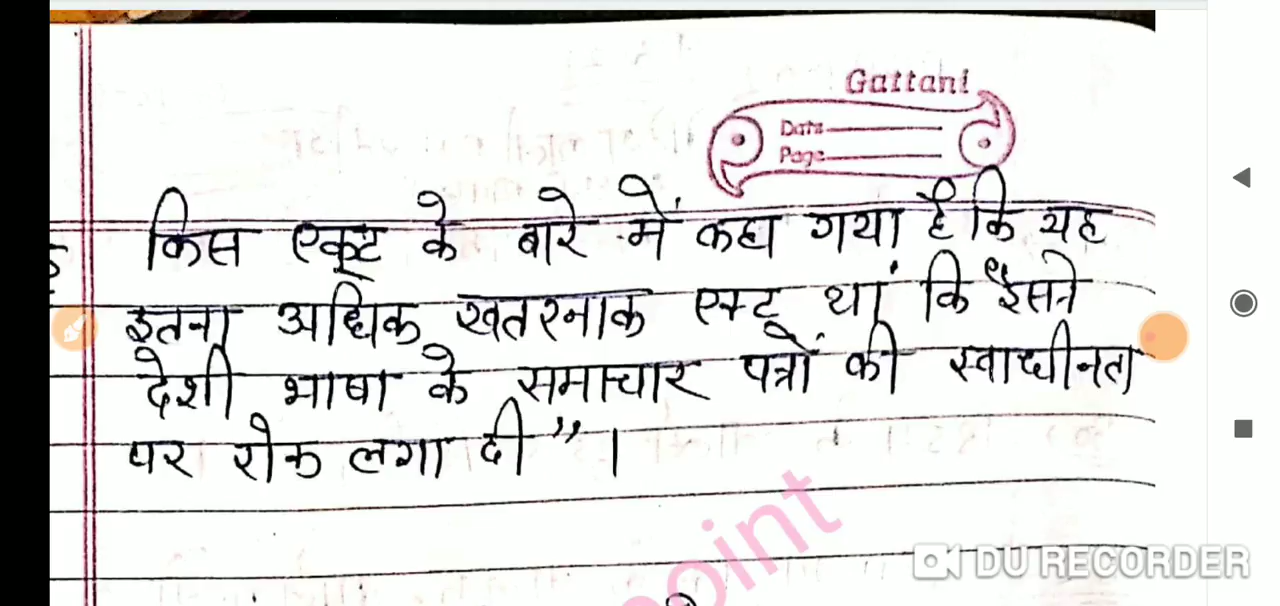 Gattani
Date
Page
किस एक्ट के बारे में कहा गया है कि यह
इतना अधिक खतरनाक एक्ट था कि "इसने
देशी भाषा के समाचार पत्रों की स्वाधीनता
पर रोक लगा दी" ।
point
DU RECORDER